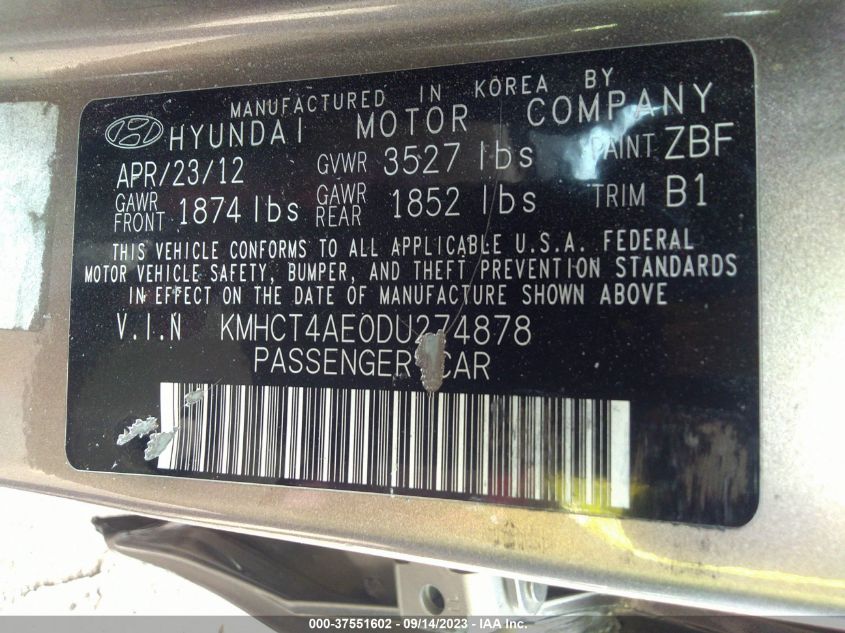 MANUFACTURED IN KOREA BY
HYUNDAI MOTOR COMPANY
APR/23/12 GVWR 3527 lbs PAINT ZBF
GAWR FRONT 1874 lbs GAWR REAR 1852 lbs TRIM B1
THIS VEHICLE CONFORMS TO ALL APPLICABLE U.S.A. FEDERAL
MOTOR VEHICLE SAFETY, BUMPER, AND THEFT PREVENTION STANDARDS
IN EFFECT ON THE DATE OF MANUFACTURE SHOWN ABOVE
V.I.N KMHCT4AE0DU274878
PASSENGER CAR
000-37551602 - 09/14/2023 - IAA Inc.